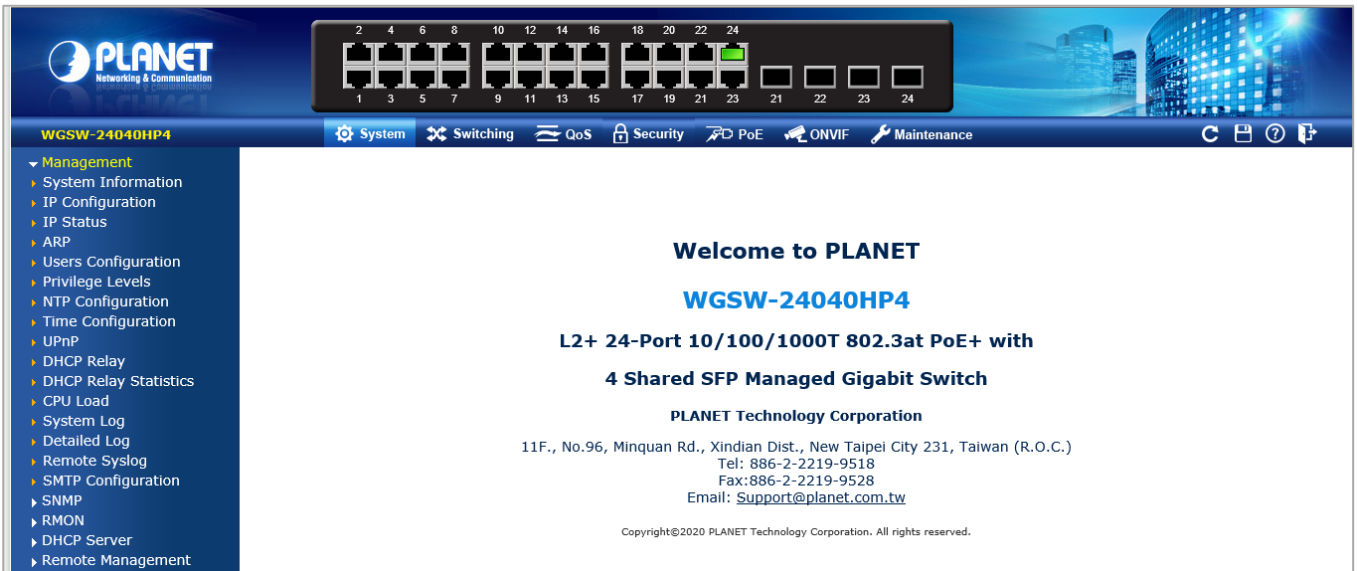 PLANET
Networking & Communication
2 4 6 8 10 12 14 16 18 20 22 24
1 3 5 7 9 11 13 15 17 19 21 23 21 22 23 24
WGSW-24040HP4
System Switching QoS Security PoE ONVIF Maintenance
Management
System Information
IP Configuration
IP Status
ARP
Users Configuration
Privilege Levels
NTP Configuration
Time Configuration
UPnP
DHCP Relay
DHCP Relay Statistics
CPU Load
System Log
Detailed Log
Remote Syslog
SMTP Configuration
SNMP
RMON
DHCP Server
Remote Management
Welcome to PLANET
WGSW-24040HP4
L2+ 24-Port 10/100/1000T 802.3at PoE+ with
4 Shared SFP Managed Gigabit Switch
PLANET Technology Corporation
11F., No.96, Minquan Rd., Xindian Dist., New Taipei City 231, Taiwan (R.O.C.)
Tel: 886-2-2219-9518
Fax:886-2-2219-9528
Email: Support@planet.com.tw
Copyright©2020 PLANET Technology Corporation. All rights reserved.